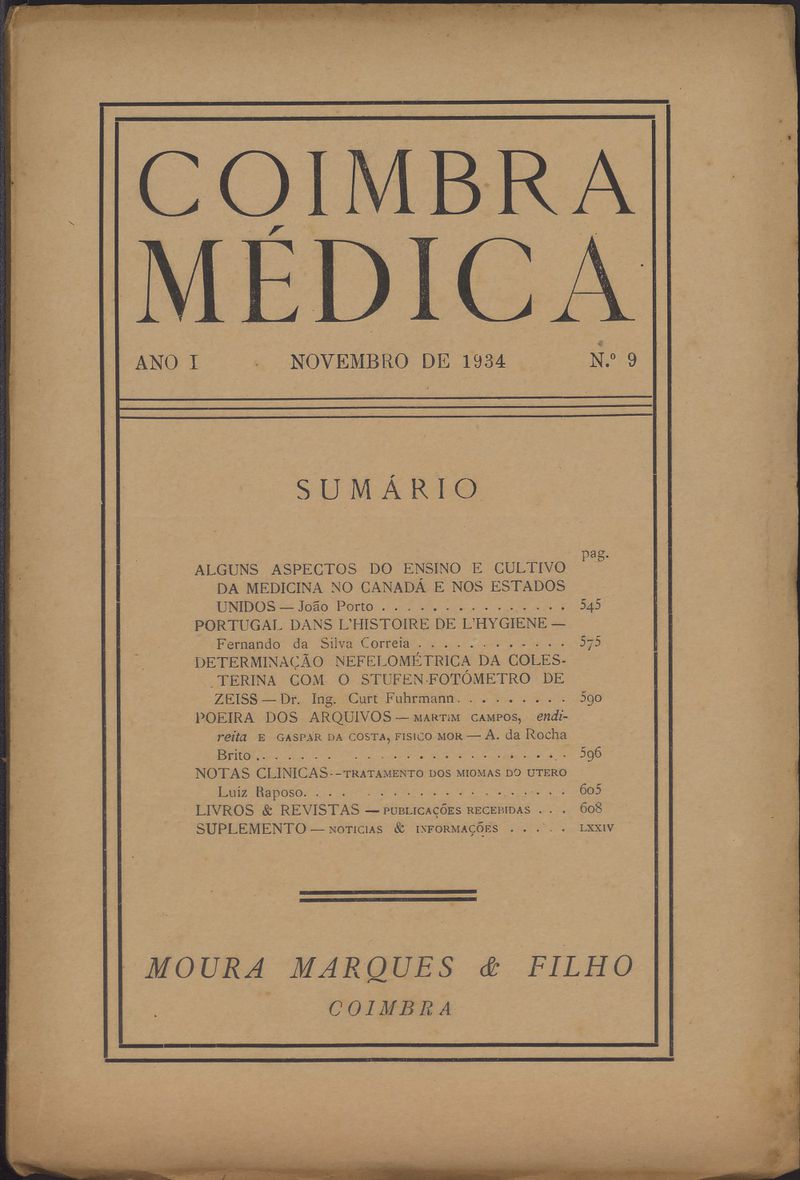 COIMBRA
MÉDICA
ANO I NOVEMBRO DE 1934 N.º 9
SUMÁRIO
pag.
ALGUNS ASPECTOS DO ENSINO E CULTIVO
DA MEDICINA NO CANADÁ E NOS ESTADOS
UNIDOS — João Porto . . . . . . . . . . . . . . . 545
PORTUGAL DANS L'HISTOIRE DE L'HYGIENE —
Fernando da Silva Correia . . . . . . . . . . . . 575
DETERMINAÇÃO NEFELOMÉTRICA DA COLES-
TERINA COM O STUFEN-FOTÓMETRO DE
ZEISS — Dr. Ing. Curt Fuhrmann. . . . . . . . . 590
POEIRA DOS ARQUIVOS — MARTIM CAMPOS, endi-
reita E GASPAR DA COSTA, FISICO MOR — A. da Rocha
Brito . . . . . . . . . . . . . . . . . . . . . . . . 596
NOTAS CLINICAS--TRATAMENTO DOS MIOMAS DO UTERO
Luiz Raposo. . . . . . . . . . . . . . . . . . . . 605
LIVROS & REVISTAS — PUBLICAÇÕES RECEBIDAS . . . 608
SUPLEMENTO — NOTICIAS & INFORMAÇÕES . . . . . LXXIV
MOURA MARQUES & FILHO
COIMBRA